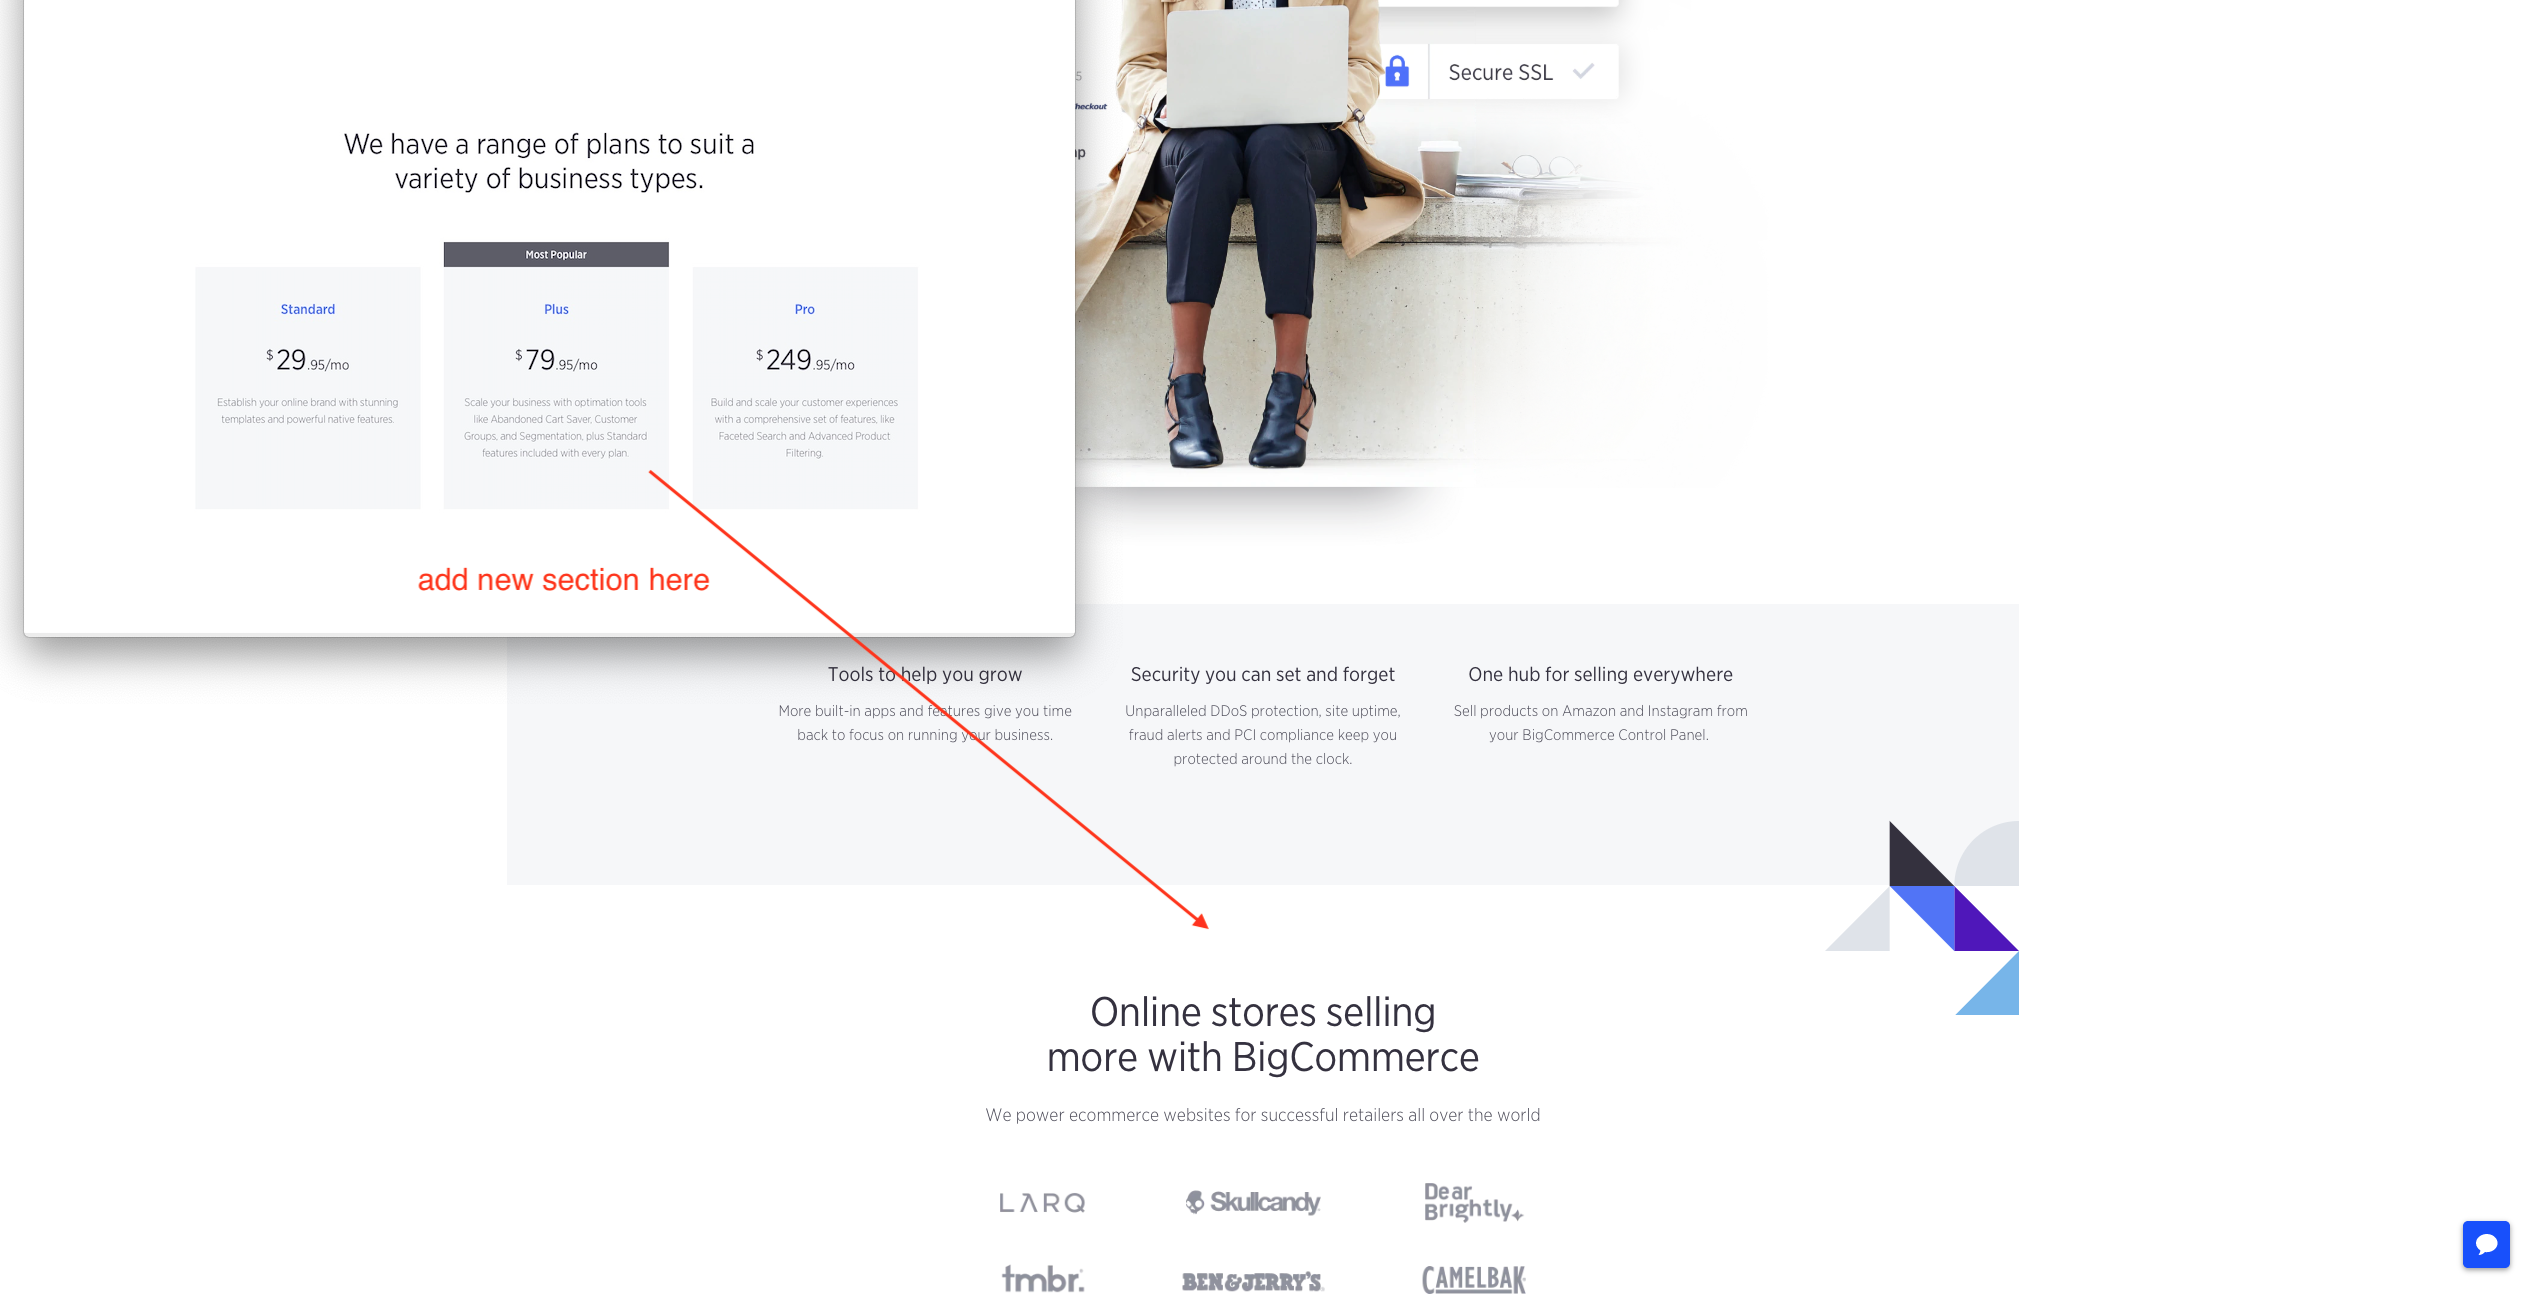 We have a range of plans to suit a
variety of business types.
Most Popular
Standard
$29.95/mo
Establish your online brand with stunning
templates and powerful native features.
Plus
$79.95/mo
Scale your business with optimation tools
like Abandoned Cart Saver, Customer
Groups, and Segmentation, plus Standard
features included with every plan.
Pro
$249.95/mo
Build and scale your customer experiences
with a comprehensive set of features, like
Faceted Search and Advanced Product
Filtering.
add new section here
5
heckout
ap
Secure SSL
Tools to help you grow
More built-in apps and features give you time
back to focus on running your business.
Security you can set and forget
Unparalleled DDoS protection, site uptime,
fraud alerts and PCI compliance keep you
protected around the clock.
One hub for selling everywhere
Sell products on Amazon and Instagram from
your BigCommerce Control Panel.
Online stores selling
more with BigCommerce
We power ecommerce websites for successful retailers all over the world
LARQ
Skullcandy
Dear
Brightly
tmbr.
BEN & JERRY'S
CAMELBAK